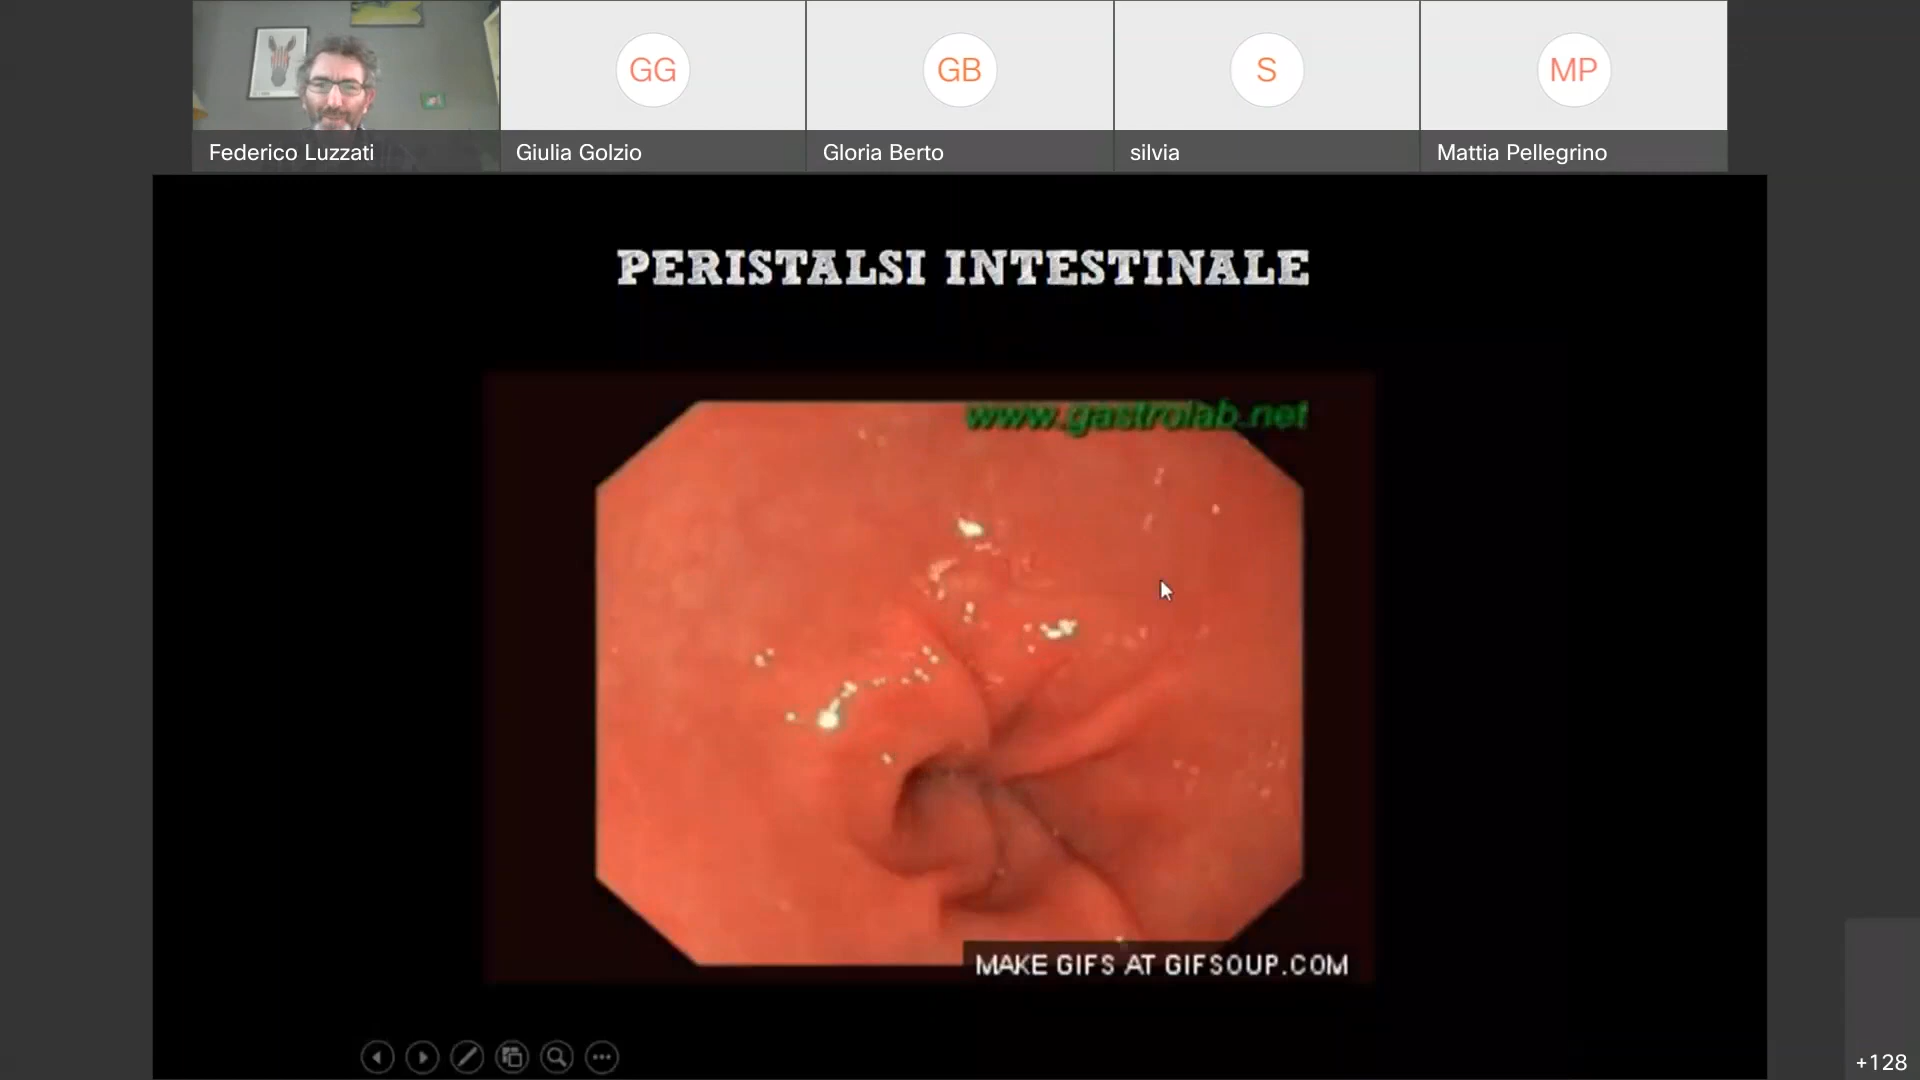 GG
GB
S
MP
Federico Luzzati
Giulia Golzio
Gloria Berto
silvia
Mattia Pellegrino
PERISTALSI INTESTINALE
www.gastrolab.net
MAKE GIFS AT GIFSOUP.COM
+128